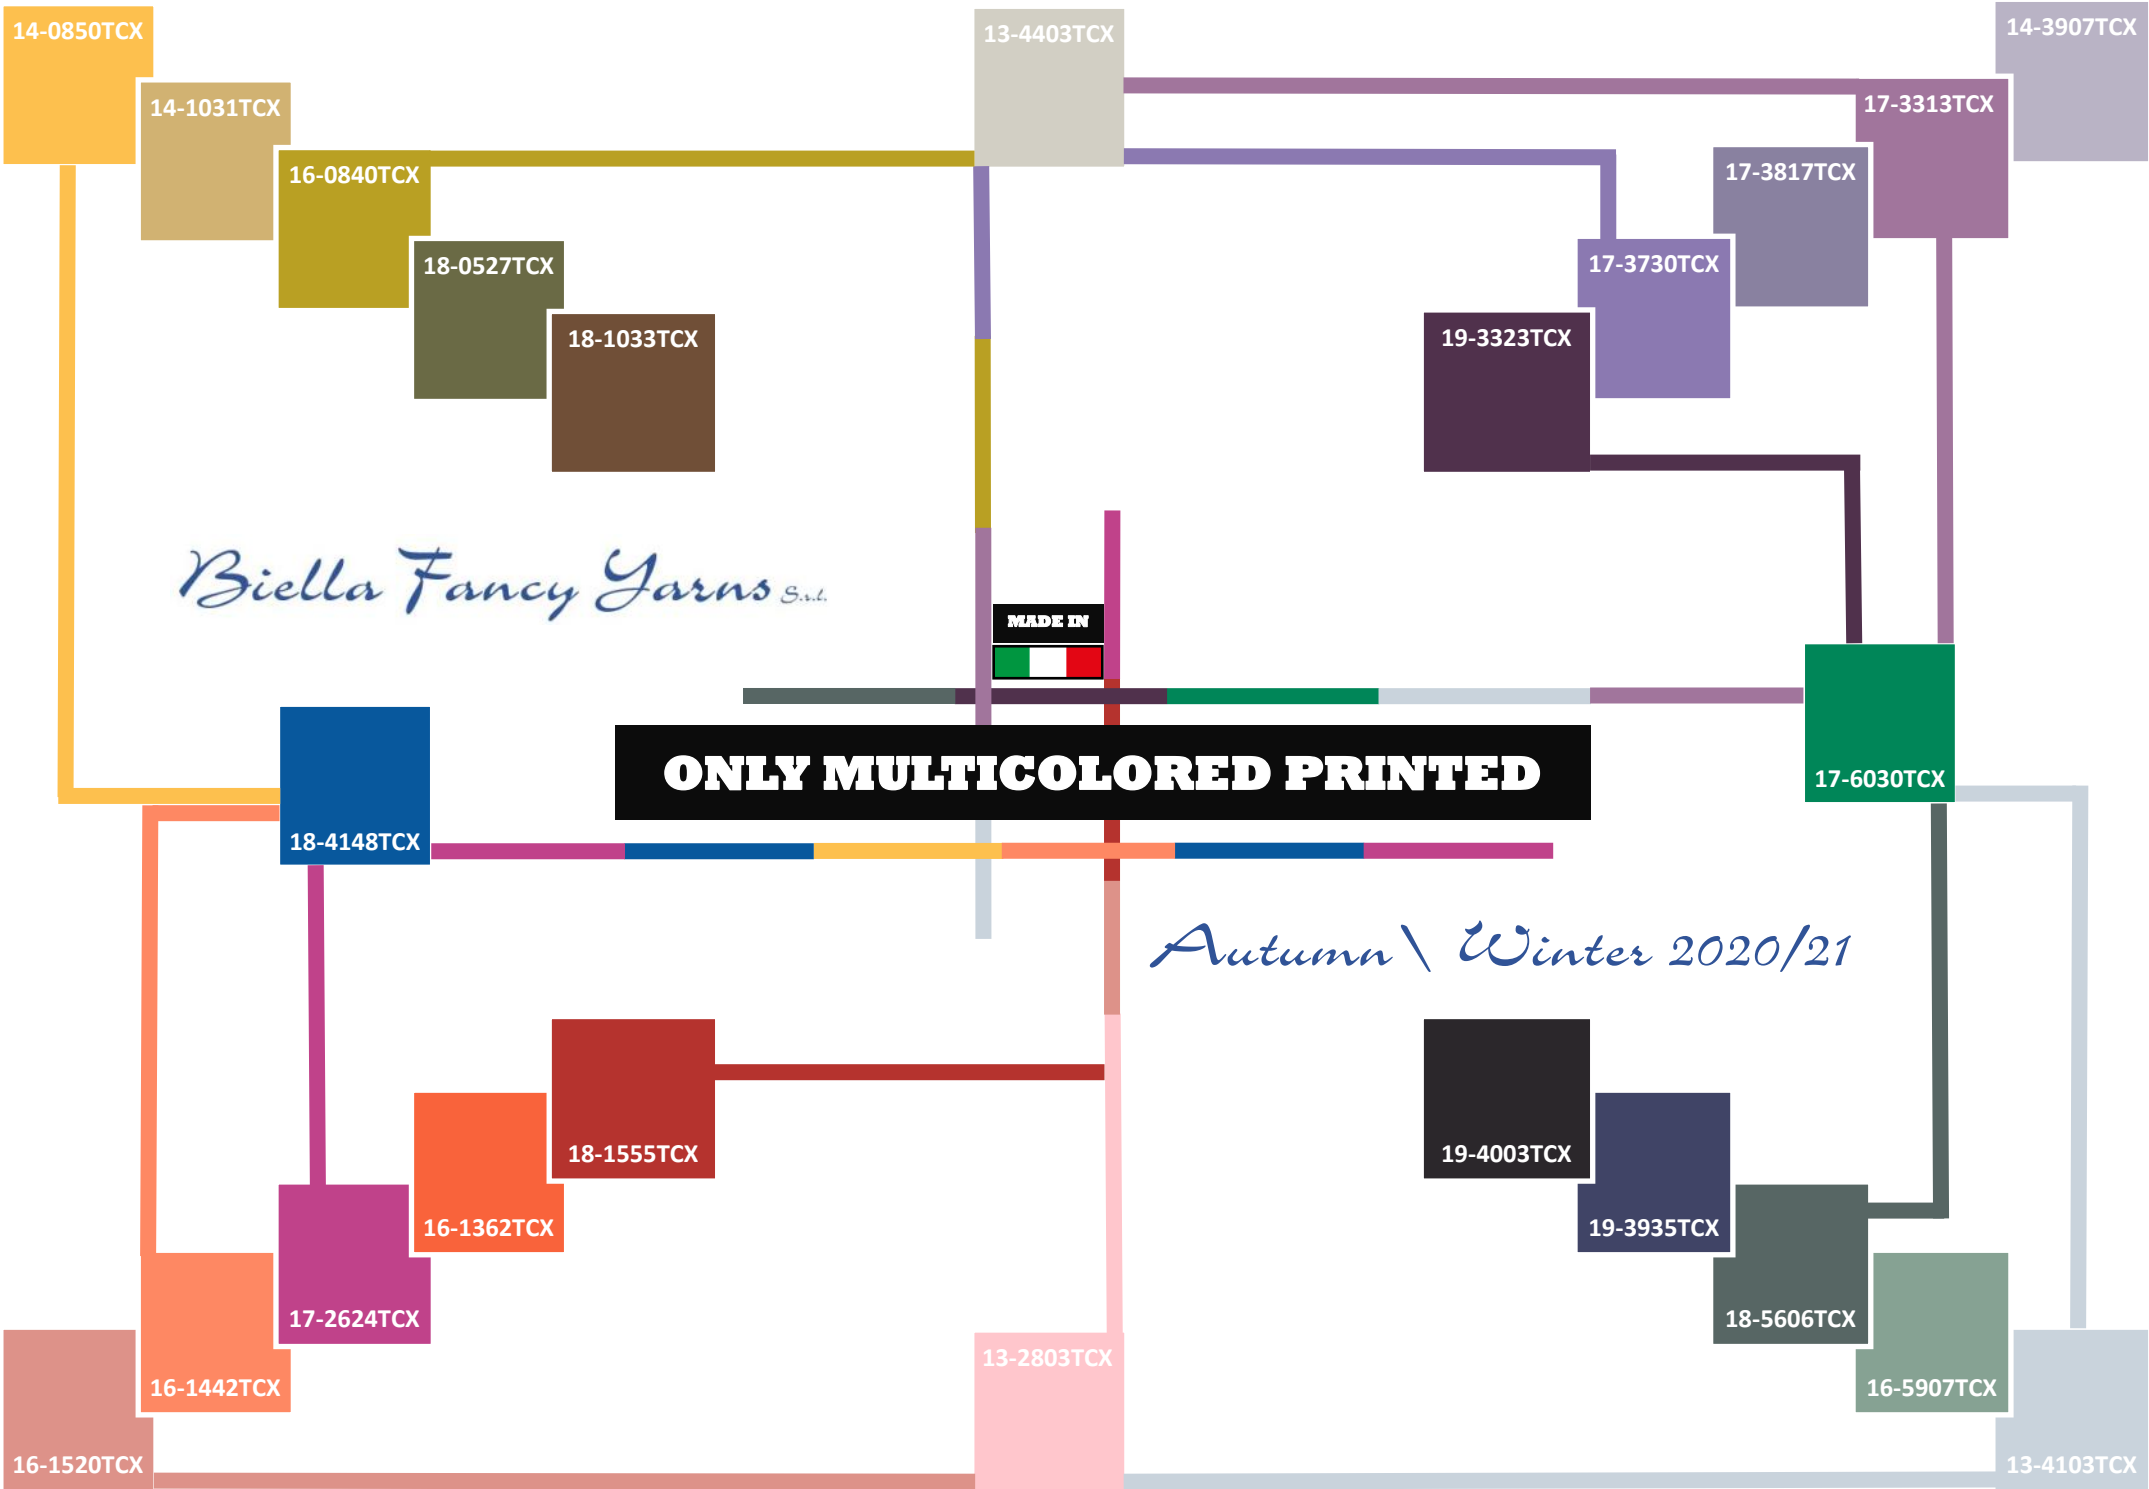 14-0850TCX
13-4403TCX
14-3907TCX
14-1031TCX
17-3313TCX
16-0840TCX
17-3817TCX
18-0527TCX
17-3730TCX
18-1033TCX
19-3323TCX
Biella Fancy Yarns S.r.l.
MADE IN
ONLY MULTICOLORED PRINTED
17-6030TCX
18-4148TCX
Autumn\ Winter 2020/21
18-1555TCX
19-4003TCX
16-1362TCX
19-3935TCX
17-2624TCX
18-5606TCX
13-2803TCX
16-1442TCX
16-5907TCX
16-1520TCX
13-4103TCX